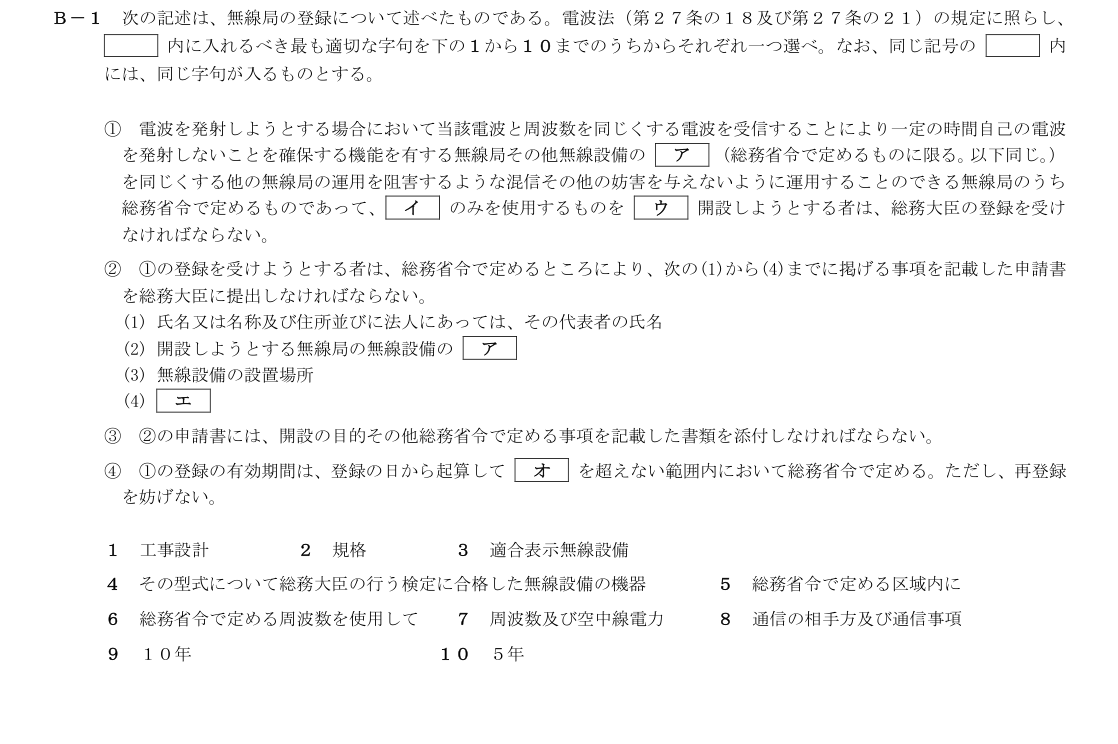 B－1　次の記述は、無線局の登録について述べたものである。電波法（第２７条の１８及び第２７条の２１）の規定に照らし、
内に入れるべき最も適切な字句を下の1から10までのうちからそれぞれ一つ選べ。なお、同じ記号の　　　内
には、同じ字句が入るものとする。
①　電波を発射しようとする場合において当該電波と周波数を同じくする電波を受信することにより一定の時間自己の電波
を発射しないことを確保する機能を有する無線局その他無線設備の ア （総務省令で定めるものに限る。以下同じ。）
を同じくする他の無線局の運用を阻害するような混信その他の妨害を与えないように運用することのできる無線局のうち
総務省令で定めるものであって、 イ のみを使用するものを ウ 開設しようとする者は、総務大臣の登録を受け
なければならない。
②　①の登録を受けようとする者は、総務省令で定めるところにより、次の(1)から(4)までに掲げる事項を記載した申請書
を総務大臣に提出しなければならない。
(1)　氏名又は名称及び住所並びに法人にあっては、その代表者の氏名
(2)　開設しようとする無線局の無線設備の ア
(3)　無線設備の設置場所
(4)　エ
③　②の申請書には、開設の目的その他総務省令で定める事項を記載した書類を添付しなければならない。
④　①の登録の有効期間は、登録の日から起算して オ を超えない範囲内において総務省令で定める。ただし、再登録
を妨げない。
1　工事設計　2　規格　3　適合表示無線設備
4　その型式について総務大臣の行う検定に合格した無線設備の機器　5　総務省令で定める区域内に
6　総務省令で定める周波数を使用して　7　周波数及び空中線電力　8　通信の相手方及び通信事項
9　１０年　10　５年